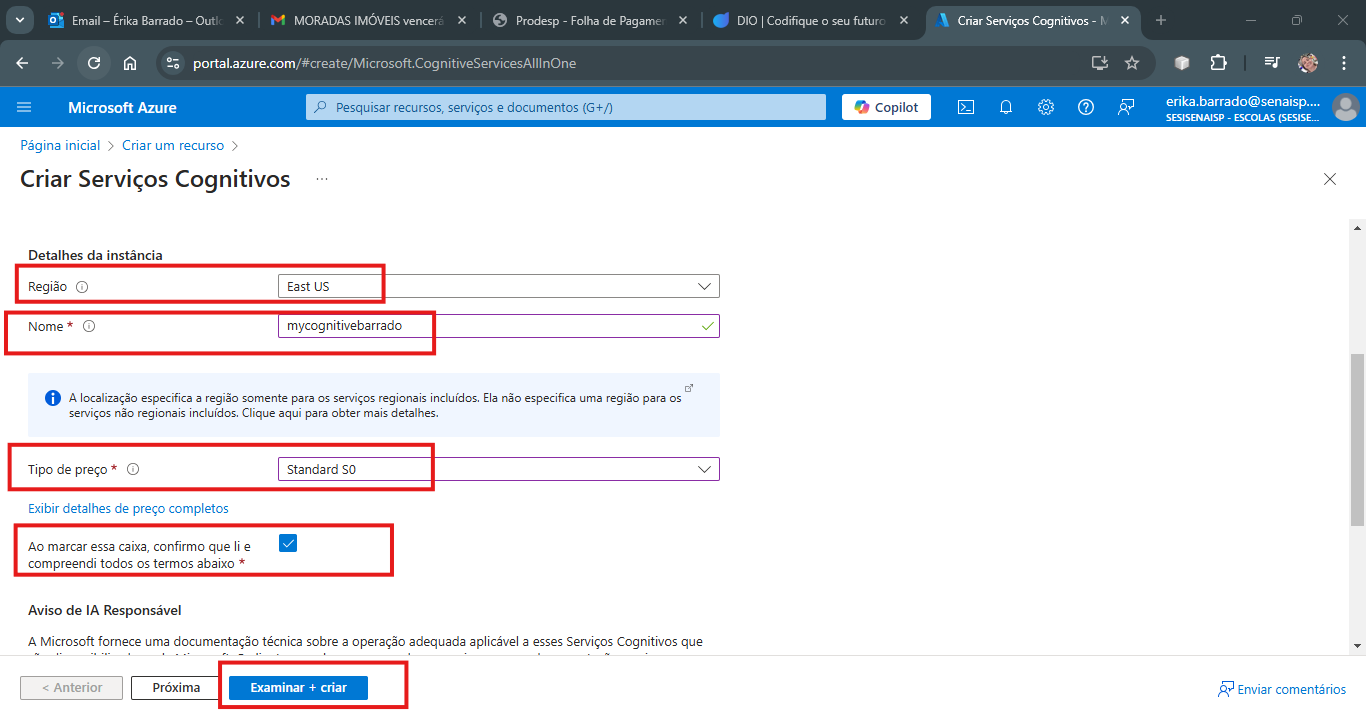 Email – Érika Barrado – Outlo
MORADAS IMÓVEIS vencerá
Prodesp - Folha de Pagamen
DIO | Codifique o seu futuro
Criar Serviços Cognitivos - M
portal.azure.com/#create/Microsoft.CognitiveServicesAllInOne
Microsoft Azure
Pesquisar recursos, serviços e documentos (G+/)
Copilot
erika.barrado@senaisp....
SESISENAISP - ESCOLAS (SESISE...
Página inicial > Criar um recurso >
Criar Serviços Cognitivos ...
Detalhes da instância
Região
East US
Nome *
mycognitivebarrado
A localização especifica a região somente para os serviços regionais incluídos. Ela não especifica uma região para os
serviços não regionais incluídos. Clique aqui para obter mais detalhes.
Tipo de preço *
Standard S0
Exibir detalhes de preço completos
Ao marcar essa caixa, confirmo que li e
compreendi todos os termos abaixo *
Aviso de IA Responsável
A Microsoft fornece uma documentação técnica sobre a operação adequada aplicável a esses Serviços Cognitivos que
< Anterior
Próxima
Examinar + criar
Enviar comentários